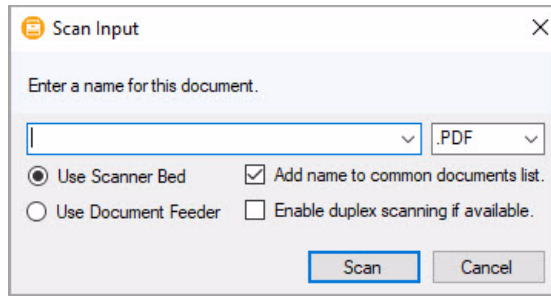 Scan Input
Enter a name for this document.
.PDF
Use Scanner Bed Add name to common documents list.
Use Document Feeder Enable duplex scanning if available.
Scan Cancel